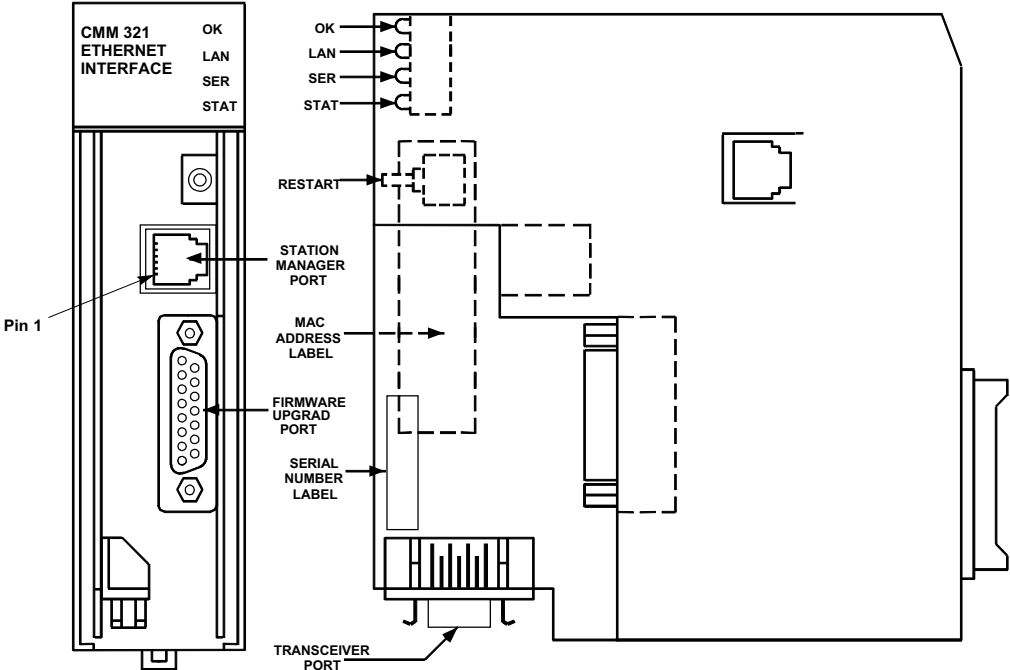 CMM 321
ETHERNET
INTERFACE
OK
LAN
SER
STAT
OK
LAN
SER
STAT
RESTART
STATION
MANAGER
PORT
Pin 1
MAC
ADDRESS
LABEL
FIRMWARE
UPGRAD
PORT
SERIAL
NUMBER
LABEL
TRANSCEIVER
PORT